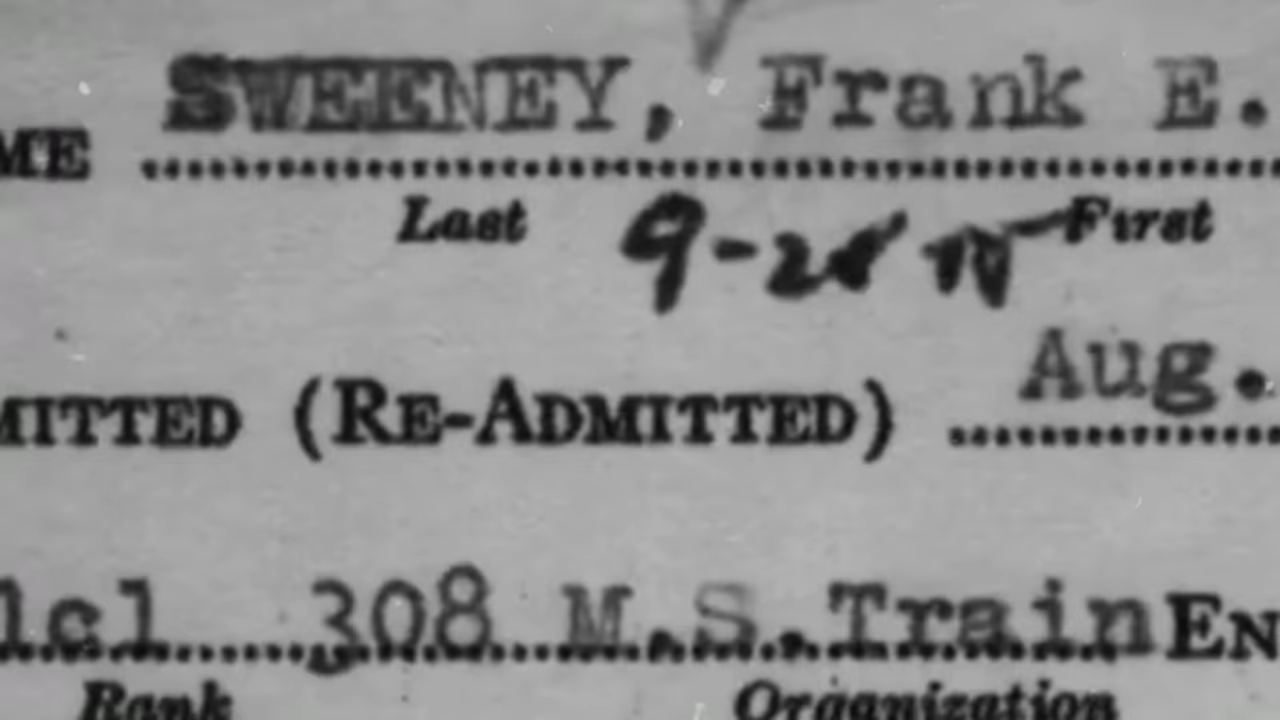 ME SWEENEY, Frank E.
Last First
9-28
MITTED (RE-ADMITTED) Aug.
1cl 308 M.S.Train EN
Rank Organization